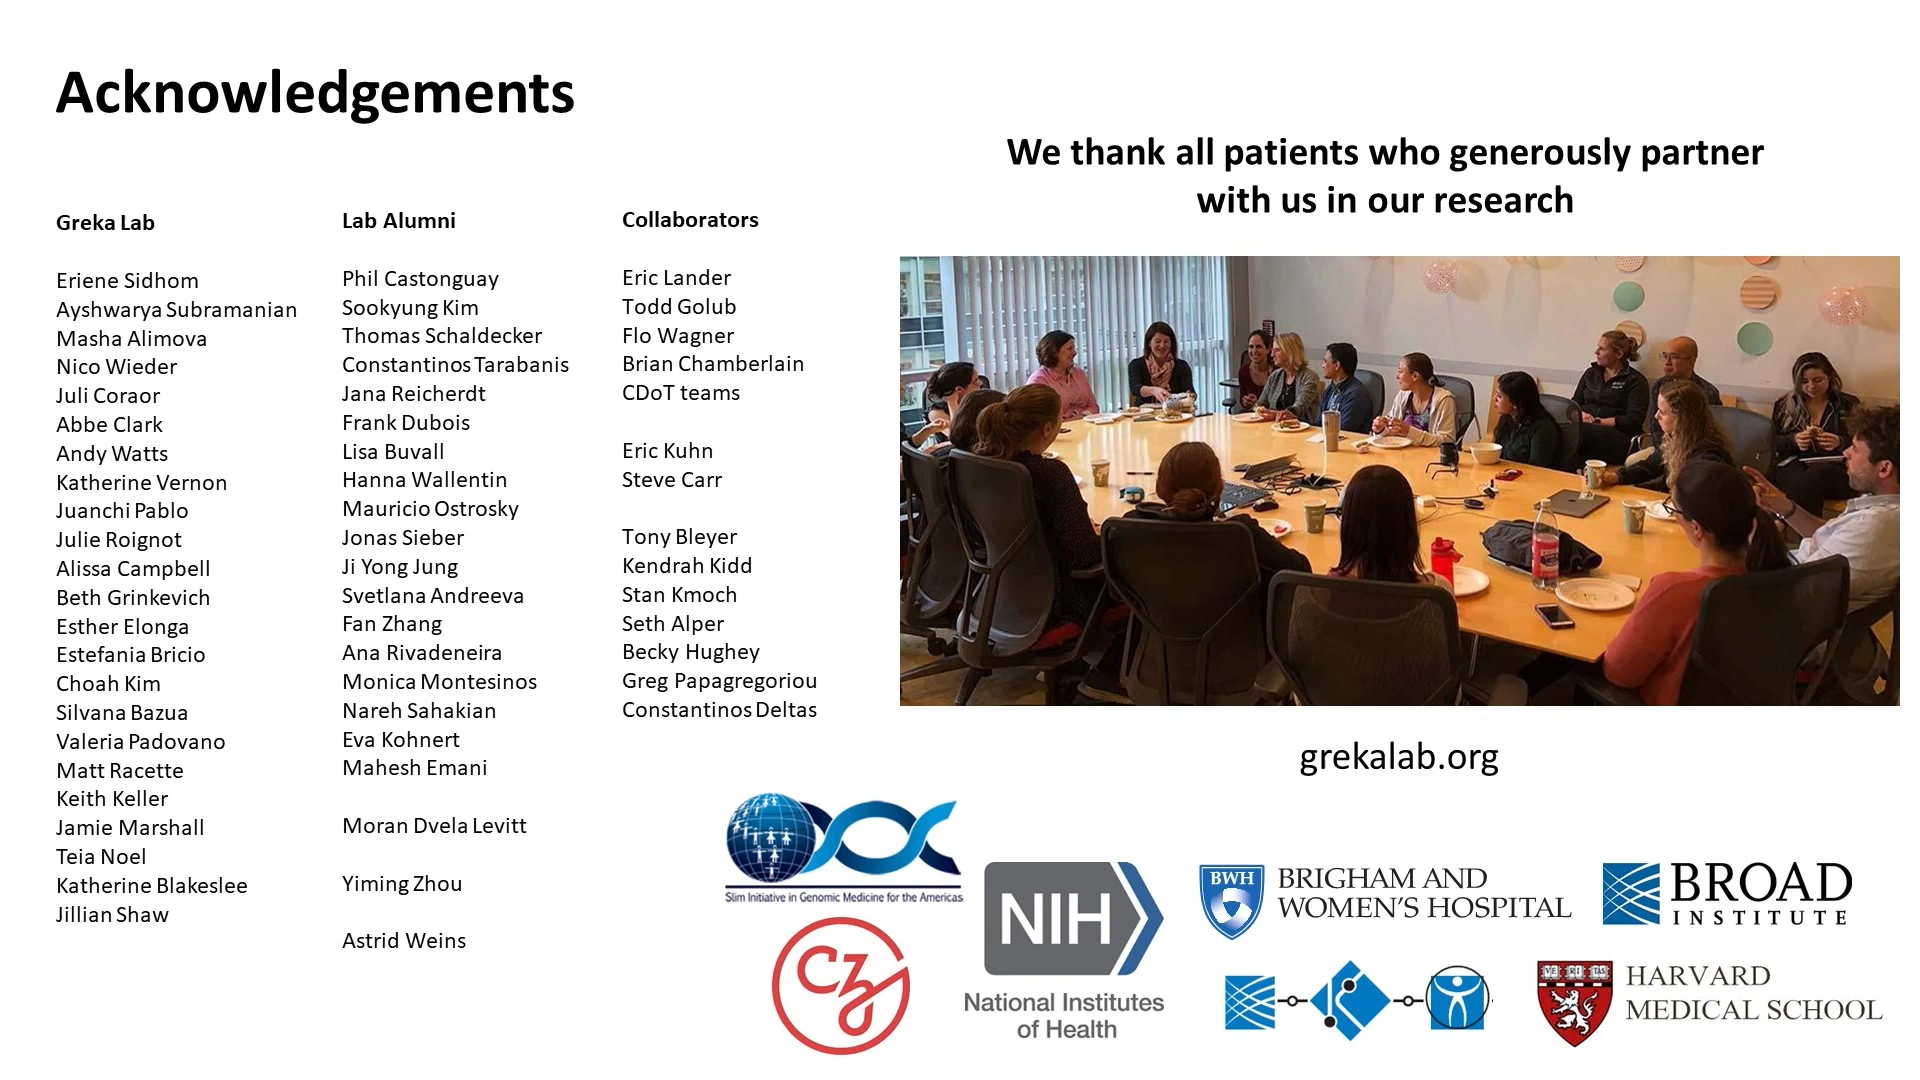 Acknowledgements
We thank all patients who generously partner
with us in our research
Greka Lab
Eriene Sidhom
Ayshwarya Subramanian
Masha Alimova
Nico Wieder
Juli Coraor
Abbe Clark
Andy Watts
Katherine Vernon
Juanchi Pablo
Julie Roignot
Alissa Campbell
Beth Grinkevich
Esther Elonga
Estefania Bricio
Choah Kim
Silvana Bazua
Valeria Padovano
Matt Racette
Keith Keller
Jamie Marshall
Teia Noel
Katherine Blakeslee
Jillian Shaw
Lab Alumni
Phil Castonguay
Sookyung Kim
Thomas Schaldecker
Constantinos Tarabanis
Jana Reicherdt
Frank Dubois
Lisa Buvall
Hanna Wallentin
Mauricio Ostrosky
Jonas Sieber
Ji Yong Jung
Svetlana Andreeva
Fan Zhang
Ana Rivadeneira
Monica Montesinos
Nareh Sahakian
Eva Kohnert
Mahesh Emani
Moran Dvela Levitt
Yiming Zhou
Astrid Weins
Collaborators
Eric Lander
Todd Golub
Flo Wagner
Brian Chamberlain
CDoT teams
Eric Kuhn
Steve Carr
Tony Bleyer
Kendrah Kidd
Stan Kmoch
Seth Alper
Becky Hughey
Greg Papagregoriou
Constantinos Deltas
grekalab.org
Slim Initiative in Genomic Medicine for the Americas
CZ
NIH
National Institutes
of Health
BWH
BRIGHAM AND
WOMEN'S HOSPITAL
BROAD
INSTITUTE
VE RI TAS
HARVARD
MEDICAL SCHOOL